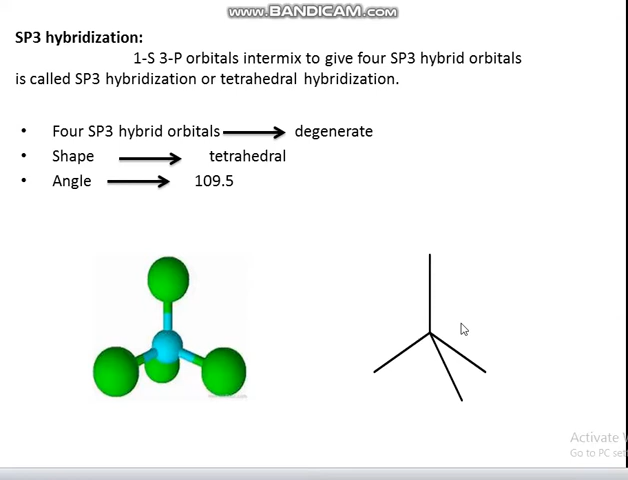 www.BANDICAM.com
SP3 hybridization:
1-S 3-P orbitals intermix to give four SP3 hybrid orbitals
is called SP3 hybridization or tetrahedral hybridization.
• Four SP3 hybrid orbitals degenerate
• Shape tetrahedral
• Angle 109.5
Activate
Go to PC